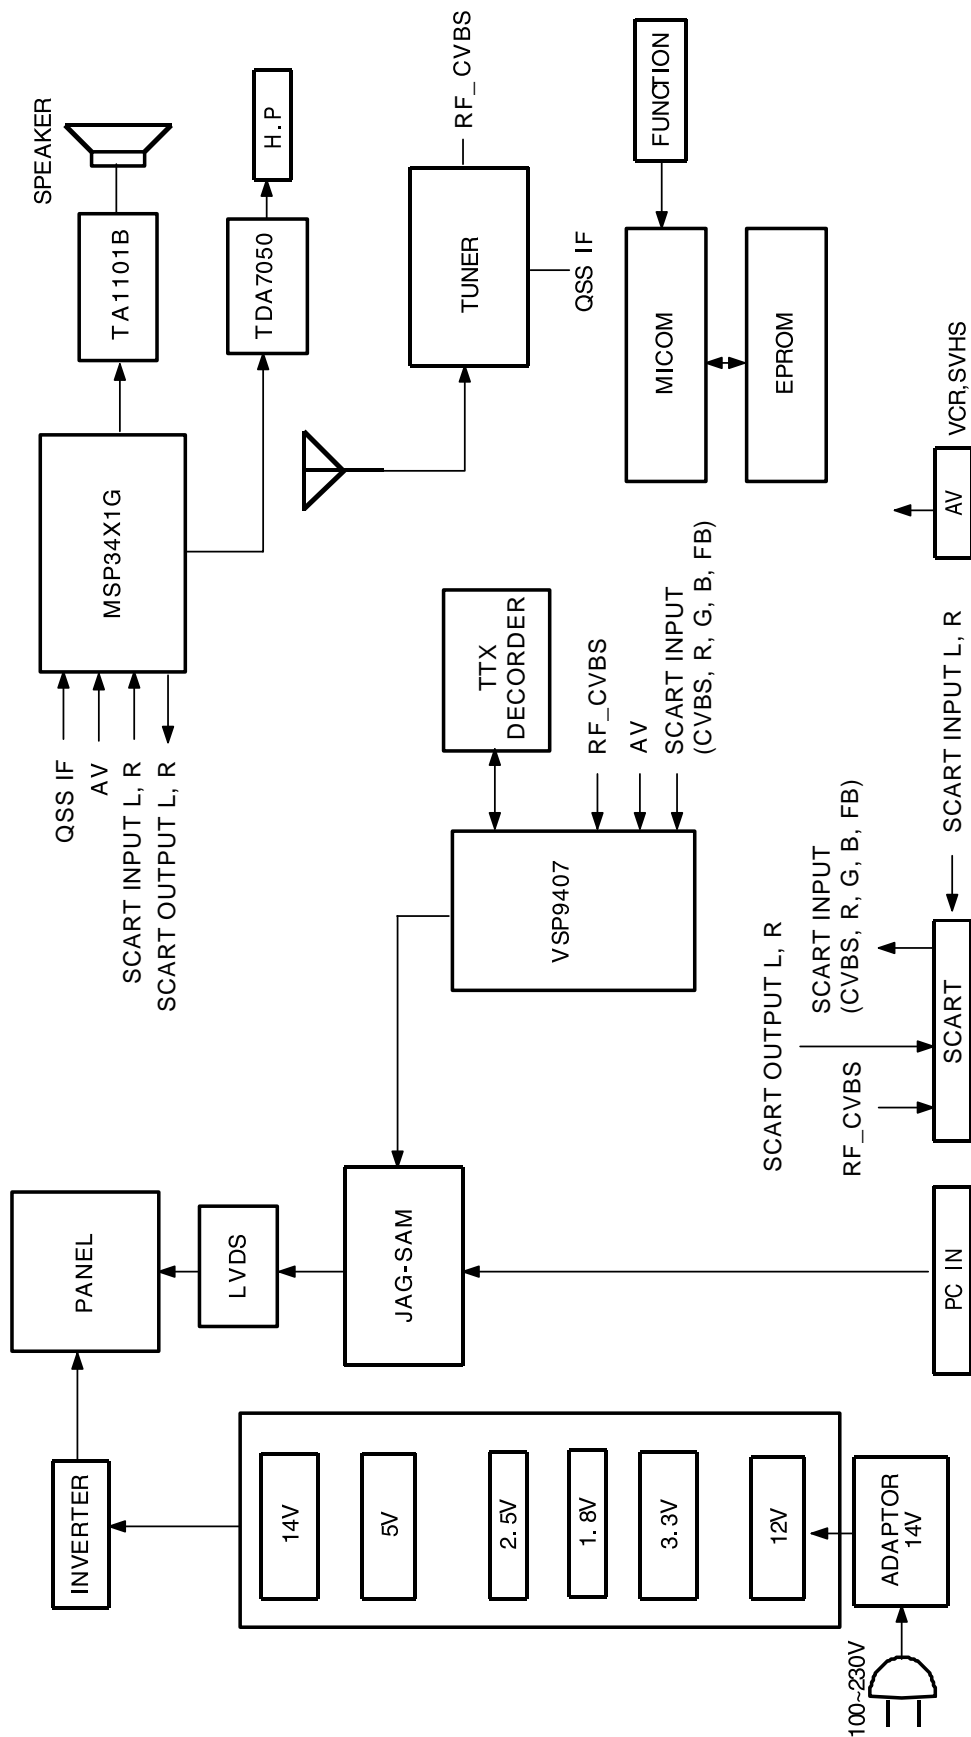 100~230V
ADAPTOR
14V
INVERTER
14V
5V
2.5V
1.8V
3.3V
12V
PANEL
LVDS
JAG-SAM
PC IN
SCART OUTPUT L, R
RF_CVBS
SCART INPUT
(CVBS, R, G, B, FB)
SCART
SCART INPUT L, R
VSP9407
TTX
DECORDER
RF_CVBS
AV
SCART INPUT
(CVBS, R, G, B, FB)
QSS IF
AV
SCART INPUT L, R
SCART OUTPUT L, R
MSP34X1G
TA1101B
SPEAKER
TDA7050
H.P
TUNER
RF_CVBS
QSS IF
FUNCTION
MICOM
EPROM
AV
VCR,SVHS